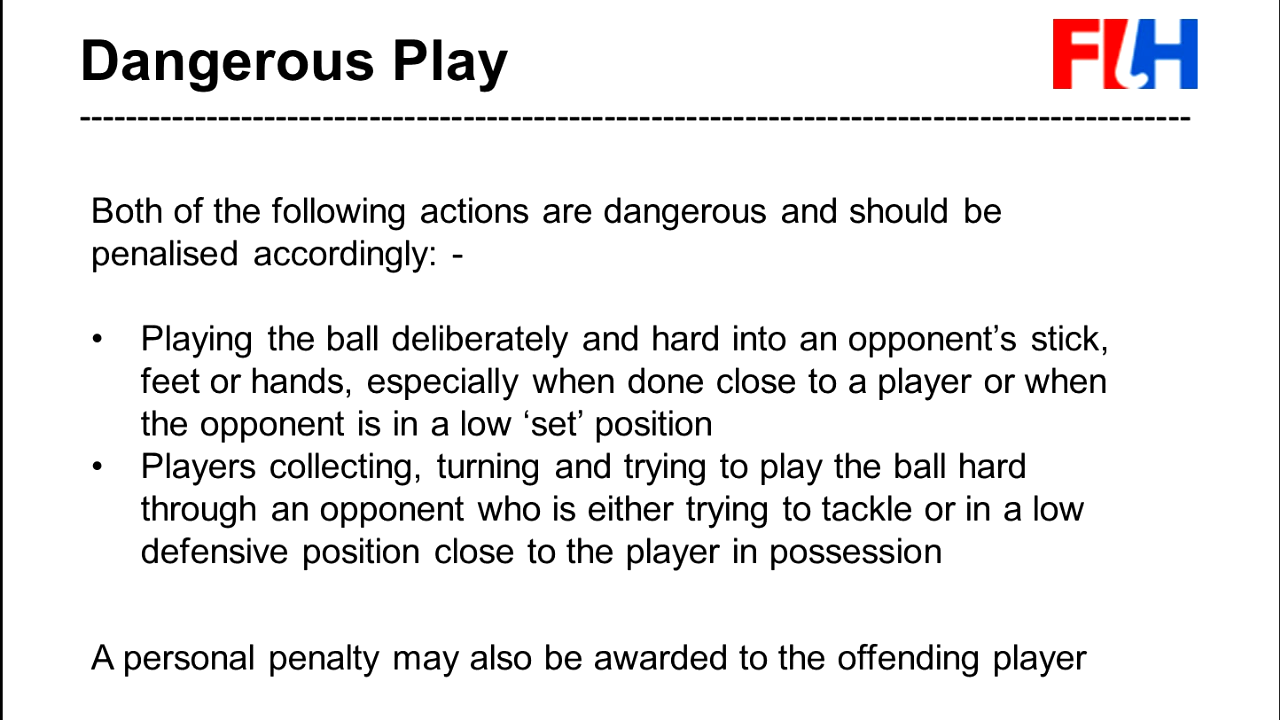 Dangerous Play
FIH
--------------------------------------------------------------------------------------------------
Both of the following actions are dangerous and should be
penalised accordingly: -
• Playing the ball deliberately and hard into an opponent’s stick,
feet or hands, especially when done close to a player or when
the opponent is in a low ‘set’ position
• Players collecting, turning and trying to play the ball hard
through an opponent who is either trying to tackle or in a low
defensive position close to the player in possession
A personal penalty may also be awarded to the offending player